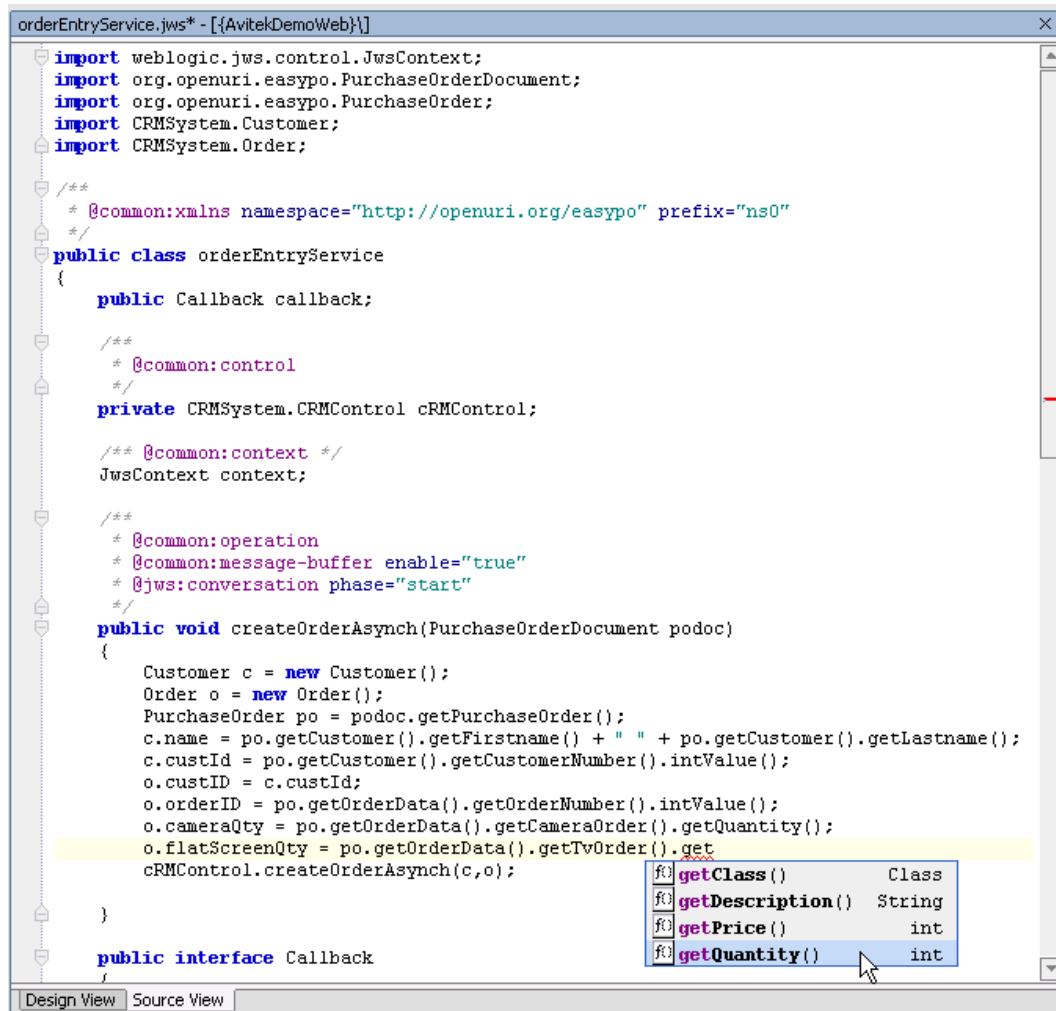 orderEntryService.jws* - [{AvitekDemoWeb}\]
import weblogic.jws.control.JwsContext;
import org.openuri.easypo.PurchaseOrderDocument;
import org.openuri.easypo.PurchaseOrder;
import CRMSystem.Customer;
import CRMSystem.Order;
/**
* @common:xmlns namespace="http://openuri.org/easypo" prefix="ns0"
*/
public class orderEntryService
{
public Callback callback;
/**
* @common:control
*/
private CRMSystem.CRMControl cRMControl;
/** @common:context */
JwsContext context;
/**
* @common:operation
* @common:message-buffer enable="true"
* @jws:conversation phase="start"
*/
public void createOrderAsynch(PurchaseOrderDocument podoc)
{
Customer c = new Customer();
Order o = new Order();
PurchaseOrder po = podoc.getPurchaseOrder();
c.name = po.getCustomer().getFirstname() + " " + po.getCustomer().getLastname();
c.custId = po.getCustomer().getCustomerNumber().intValue();
o.custID = c.custId;
o.orderID = po.getOrderData().getOrderNumber().intValue();
o.cameraQty = po.getOrderData().getCameraOrder().getQuantity();
o.flatScreenQty = po.getOrderData().getTvOrder().get
cRMControl.createOrderAsynch(c,o);
f() getClass() Class
f() getDescription() String
f() getPrice() int
f() getQuantity() int
}
public interface Callback
{
Design View Source View